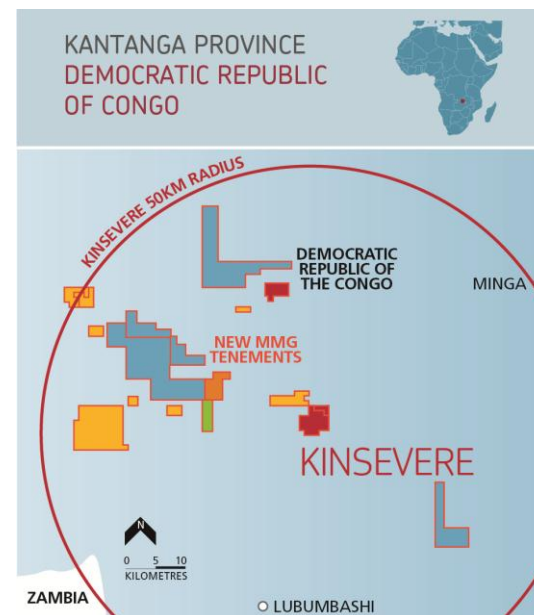 KANTANGA PROVINCE
DEMOCRATIC REPUBLIC
OF CONGO
KINSEVERE 50KM RADIUS
DEMOCRATIC
REPUBLIC OF
THE CONGO
MINGA
NEW MMG
TENEMENTS
KINSEVERE
N
0 5 10
KILOMETRES
ZAMBIA
LUBUMBASHI